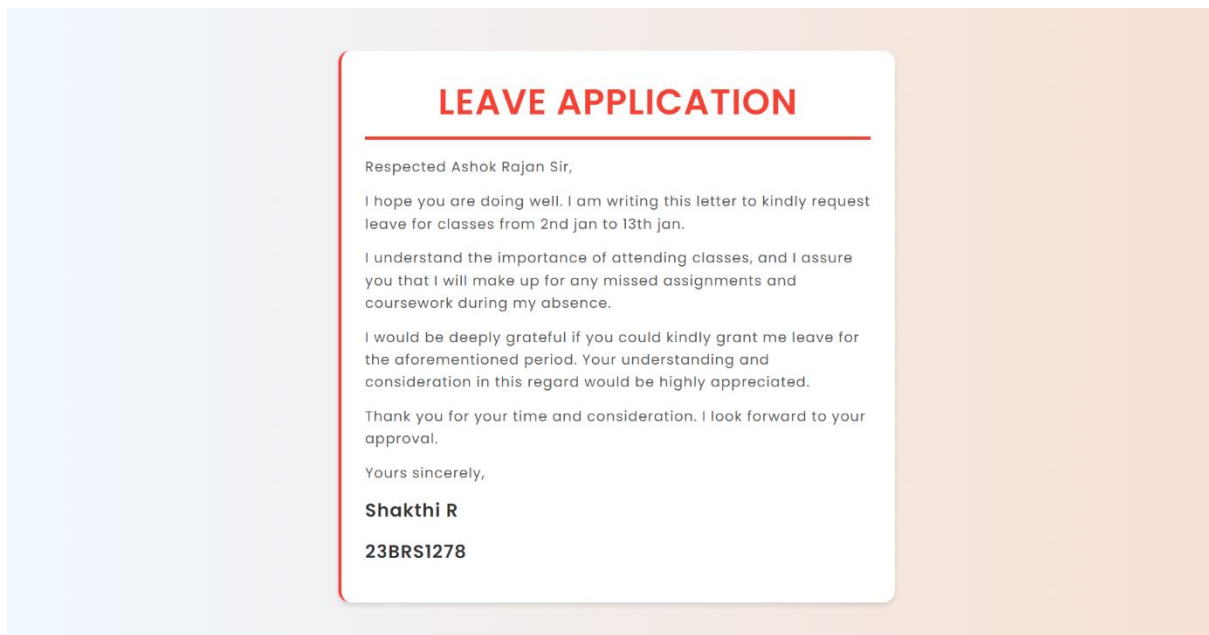 LEAVE APPLICATION
Respected Ashok Rajan Sir,
I hope you are doing well. I am writing this letter to kindly request
leave for classes from 2nd jan to 13th jan.
I understand the importance of attending classes, and I assure
you that I will make up for any missed assignments and
coursework during my absence.
I would be deeply grateful if you could kindly grant me leave for
the aforementioned period. Your understanding and
consideration in this regard would be highly appreciated.
Thank you for your time and consideration. I look forward to your
approval.
Yours sincerely,
Shakthi R
23BRS1278